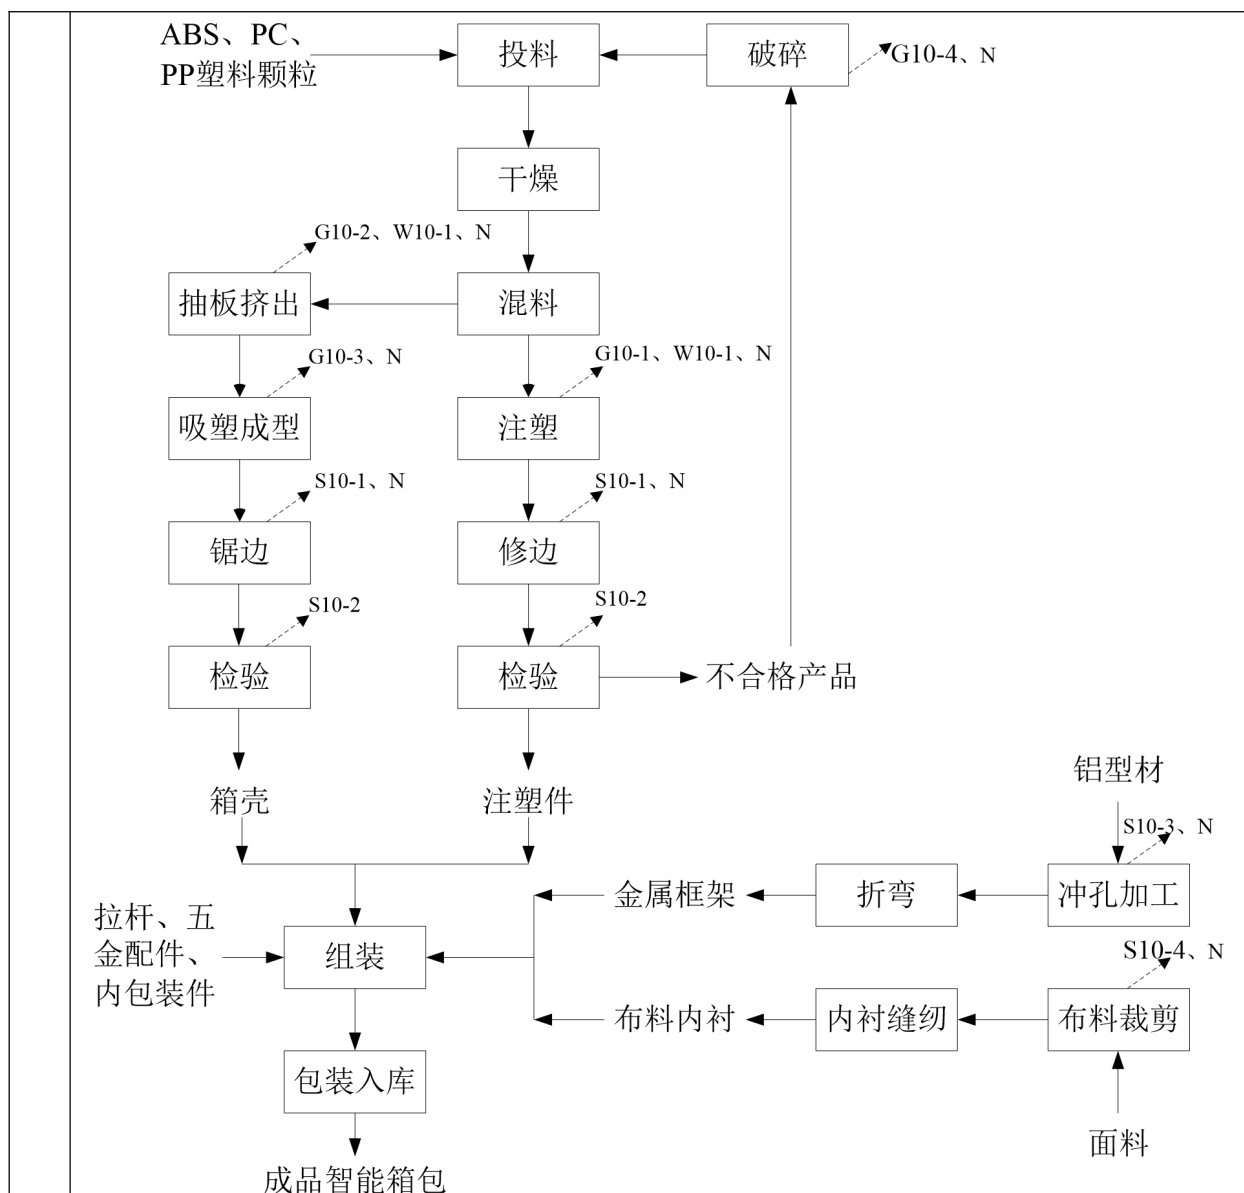 ABS、PC、
PP塑料颗粒
投料
破碎
G10-4、N
干燥
G10-2、W10-1、N
抽板挤出
混料
G10-3、N
G10-1、W10-1、N
吸塑成型
注塑
S10-1、N
S10-1、N
锯边
修边
S10-2
S10-2
检验
检验
不合格产品
箱壳
注塑件
铝型材
S10-3、N
金属框架
折弯
冲孔加工
拉杆、五
金配件、
内包装件
组装
S10-4、N
布料内衬
内衬缝纫
布料裁剪
包装入库
面料
成品智能箱包